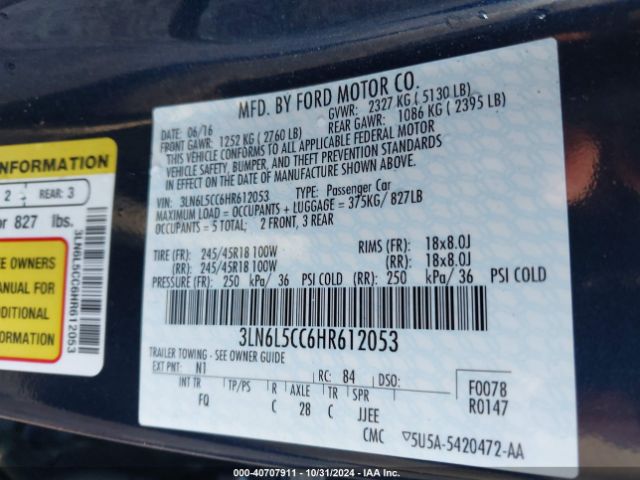 MFD. BY FORD MOTOR CO.
DATE: 06/16
GVWR: 2327 KG ( 5130 LB)
FRONT GAWR: 1252 KG ( 2760 LB)
REAR GAWR: 1086 KG ( 2395 LB)
THIS VEHICLE CONFORMS TO ALL APPLICABLE FEDERAL MOTOR
VEHICLE SAFETY, BUMPER, AND THEFT PREVENTION STANDARDS
IN EFFECT ON THE DATE OF MANUFACTURE SHOWN ABOVE.
VIN: 3LN6L5CC6HR612053 TYPE: Passenger Car
MAXIMUM LOAD = OCCUPANTS + LUGGAGE = 375KG/ 827LB
OCCUPANTS = 5 TOTAL; 2 FRONT, 3 REAR
TIRE (FR): 245/45R18 100W RIMS (FR): 18x8.0J
(RR): 245/45R18 100W (RR): 18x8.0J
PRESSURE (FR): 250 kPa/ 36 PSI COLD (RR): 250 kPa/ 36 PSI COLD
3LN6L5CC6HR612053
TRAILER TOWING - SEE OWNER GUIDE
EXT PNT: N1 RC: 84 DSO:
INT TR TP/PS R AXLE TR SPR
FQ C 28 C JJEE
F0078
R0147
CMC ▽5U5A-5420472-AA
INFORMATION
2 REAR: 3
or 827 lbs.
OWNERS
MANUAL FOR
ADDITIONAL
INFORMATION
3LN6L5CC6HR612053
000-40707911 - 10/31/2024 - IAA Inc.